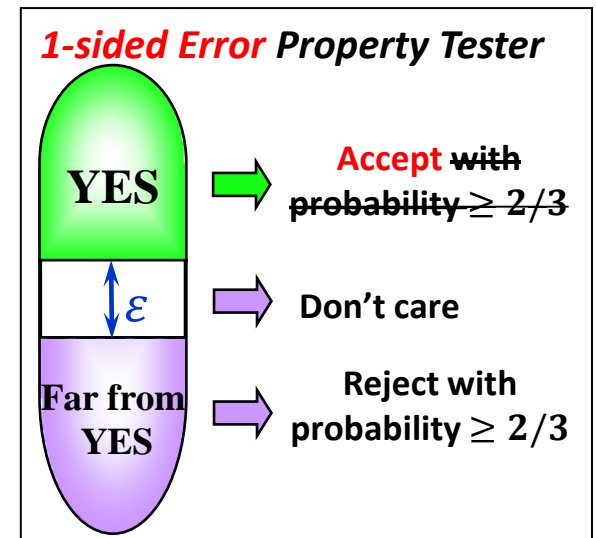 1-sided Error Property Tester
YES
Accept with
probability ≥ 2/3
ε
Don't care
Far from
YES
Reject with
probability ≥ 2/3